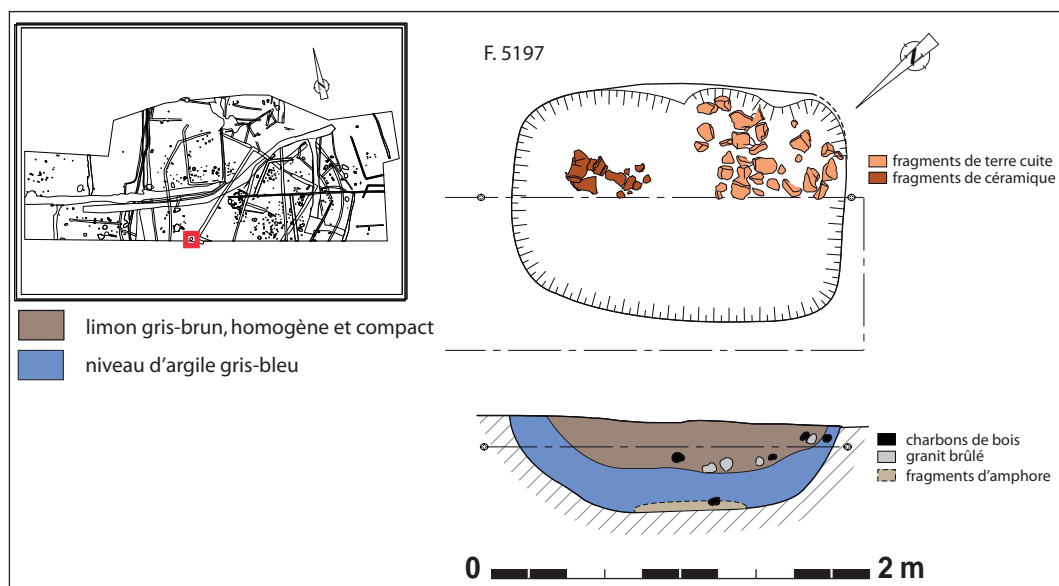 F. 5197
N
N
fragments de terre cuite
fragments de céramique
limon gris-brun, homogène et compact
niveau d'argile gris-bleu
charbons de bois
granit brûlé
fragments d'amphore
0 2 m